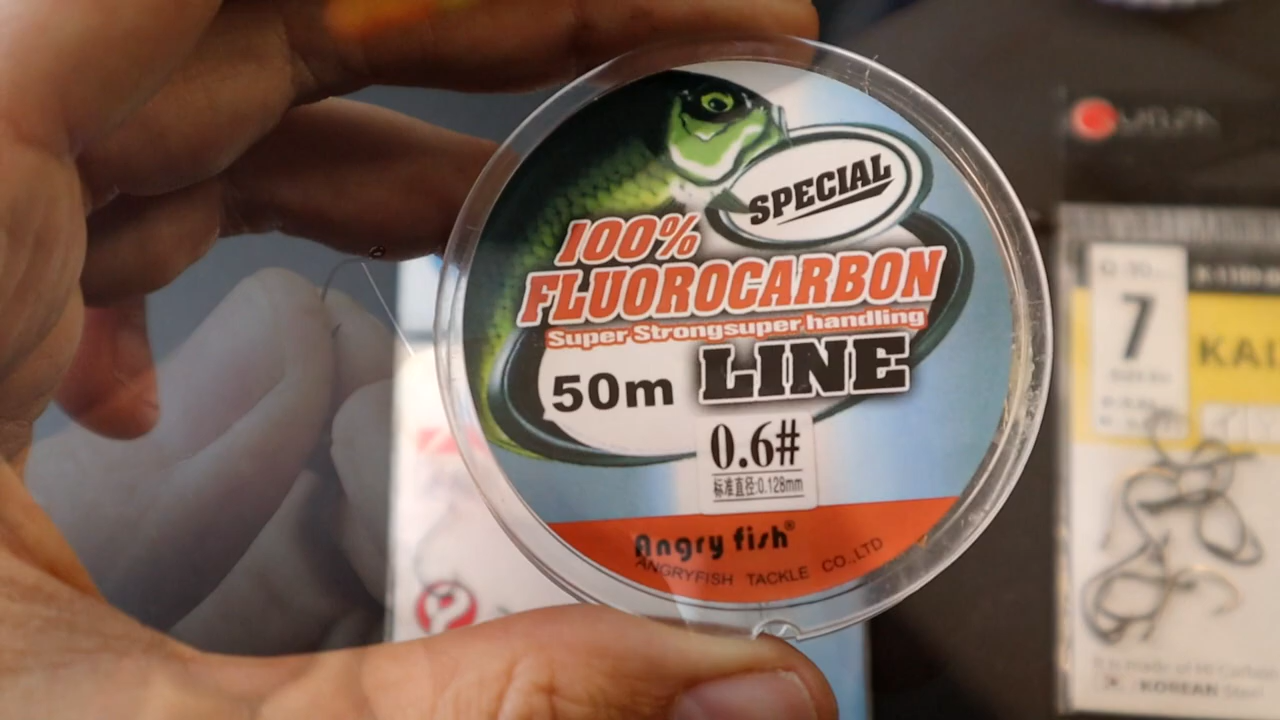 SPECIAL
100%
FLUOROCARBON
Super Strongsuper handling
50m LINE
0.6#
标准直径:0.128mm
Angry fish®
ANGRYFISH TACKLE CO.,LTD
7
KAI
KOREAN